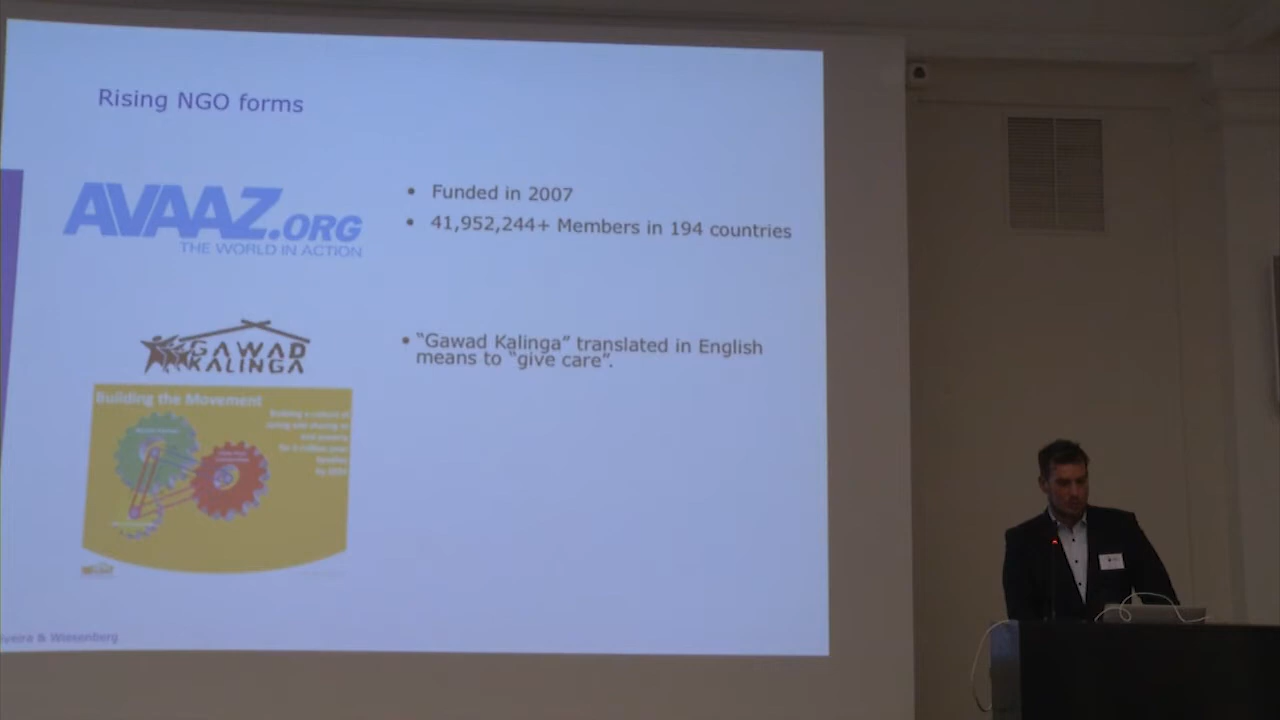 Rising NGO forms
AVAAZ.ORG
THE WORLD IN ACTION
• Funded in 2007
• 41,952,244+ Members in 194 countries
GAWAD
KALINGA
• “Gawad Kalinga” translated in English
means to “give care”.
Building the Movement
& Wiesenberg